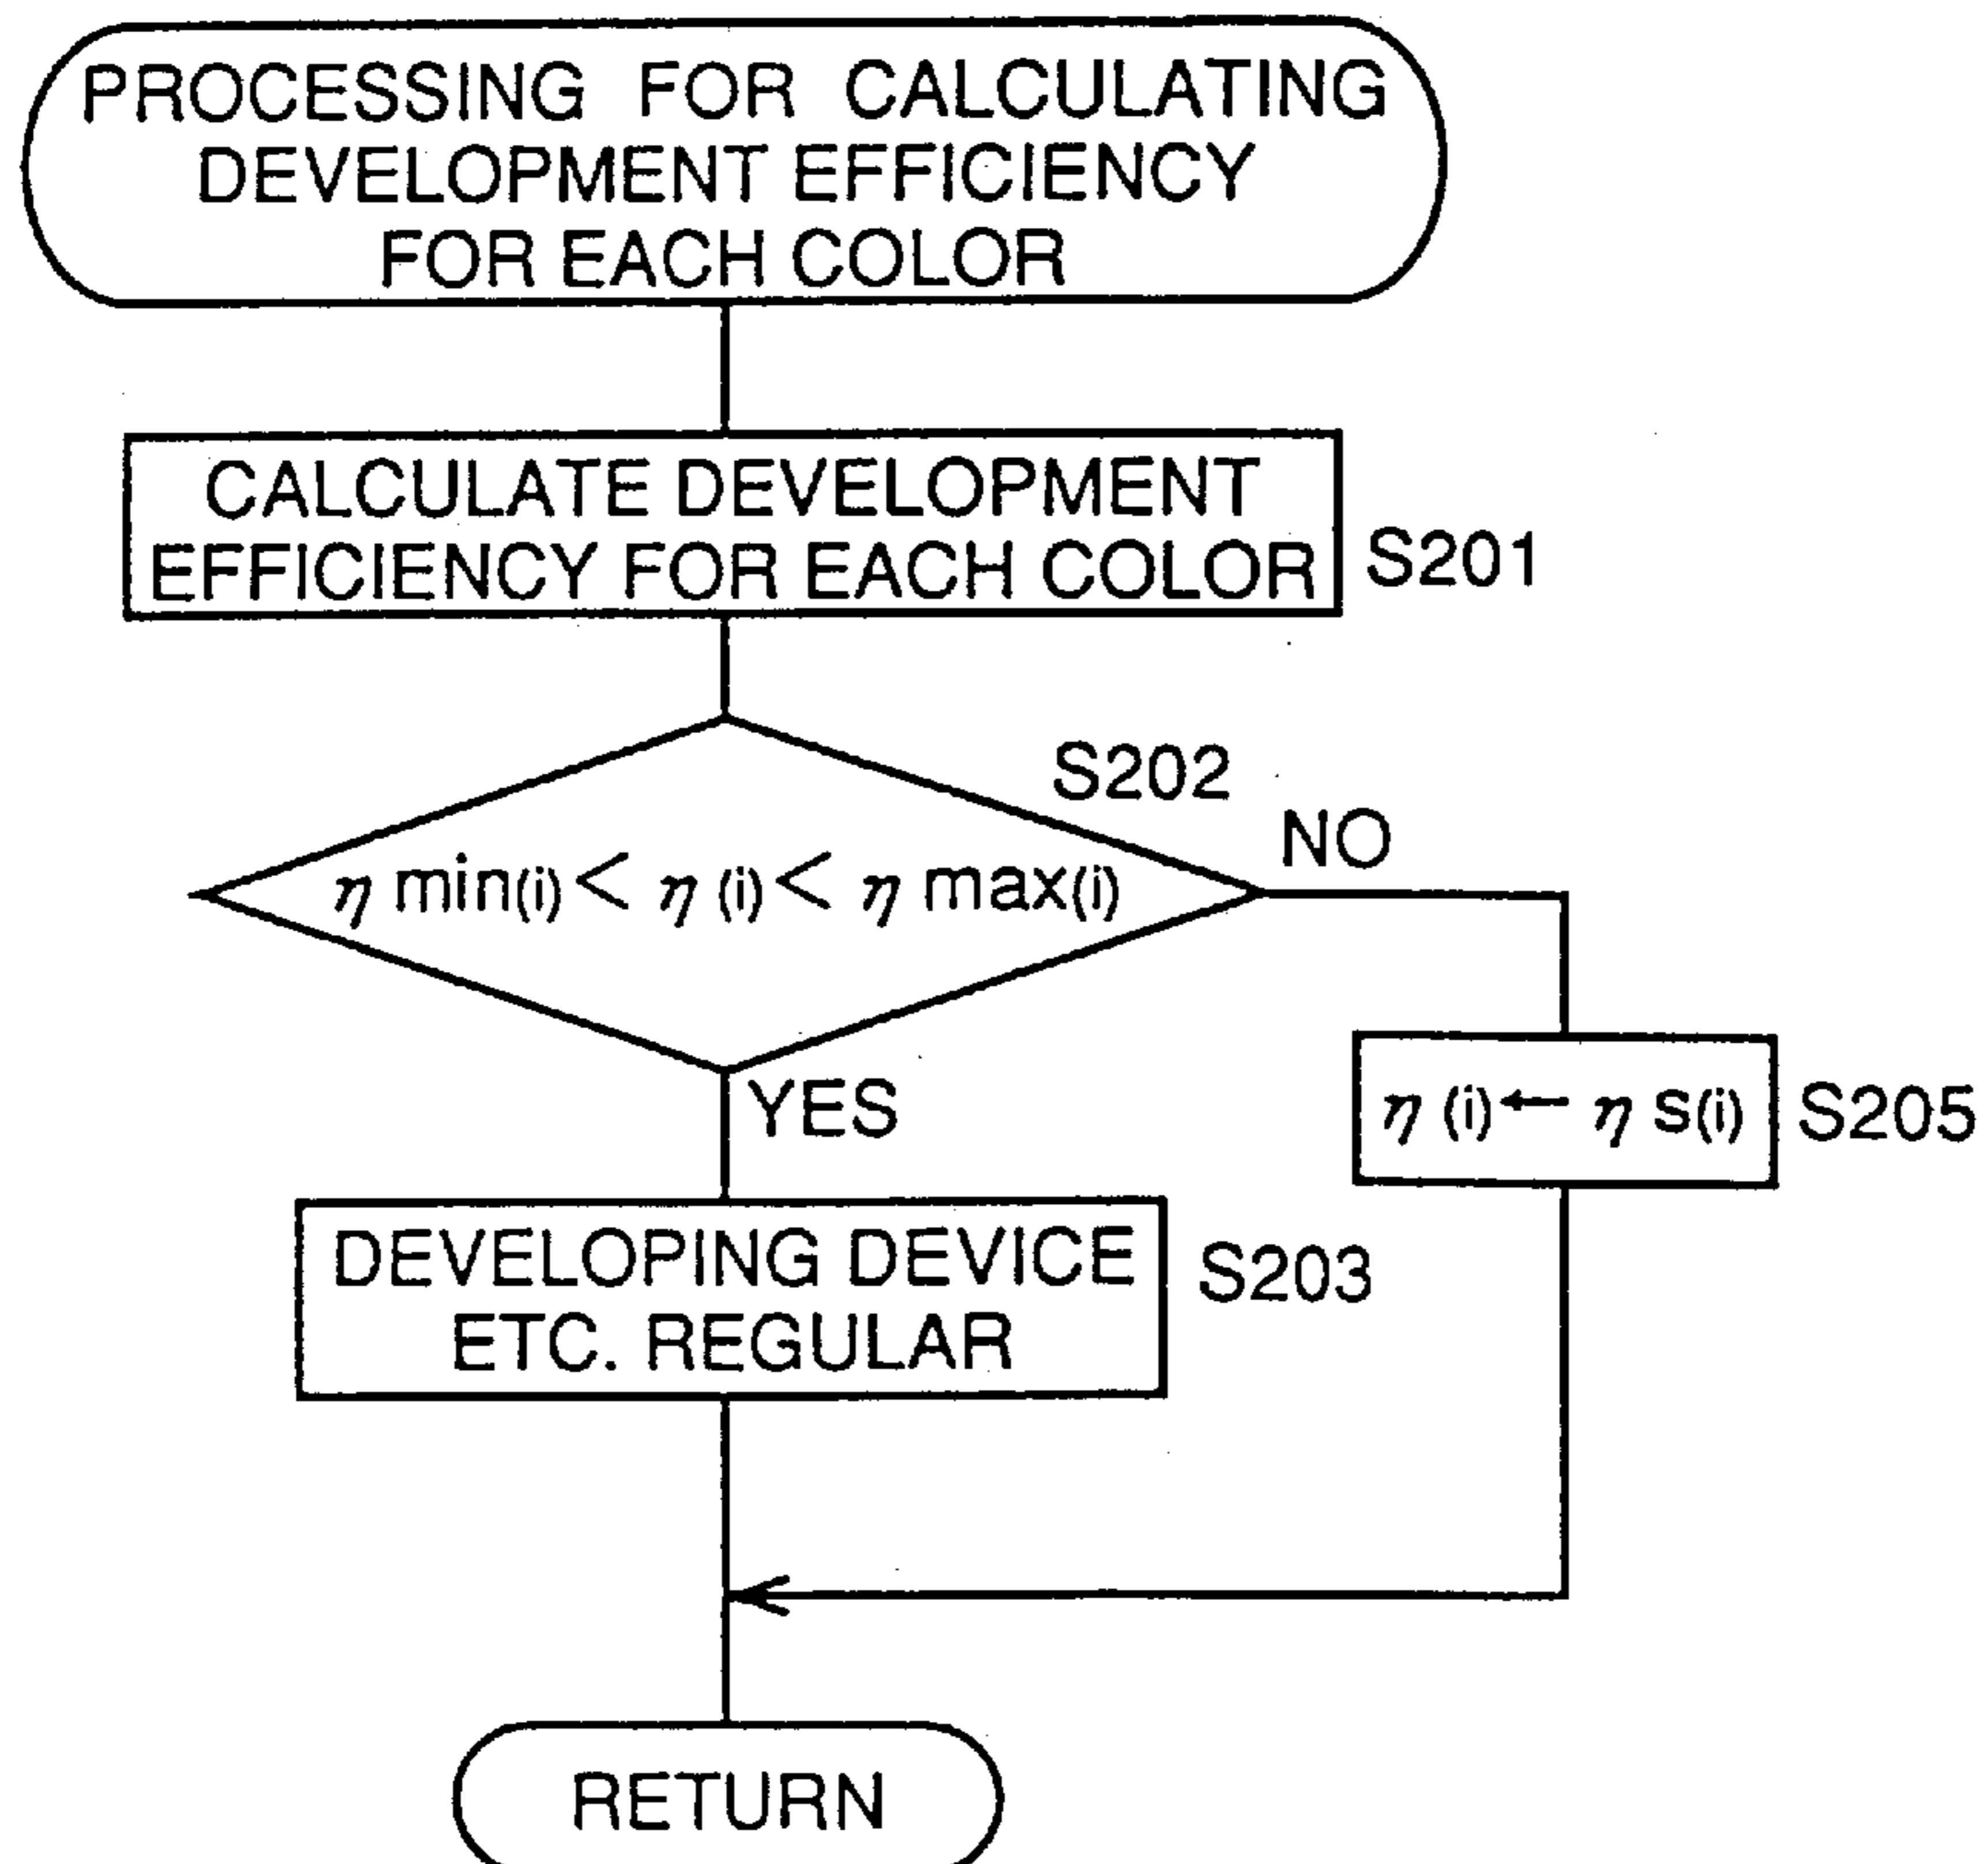 PROCESSING FOR CALCULATING
DEVELOPMENT EFFICIENCY
FOR EACH COLOR
CALCULATE DEVELOPMENT
EFFICIENCY FOR EACH COLOR
S201
S202
NO
η min(i) < η (i) < η max(i)
YES
η (i) ← η s(i)
S205
DEVELOPING DEVICE
ETC. REGULAR
S203
RETURN